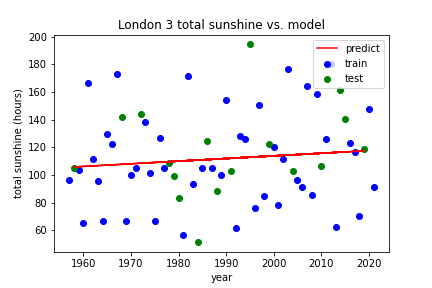 London 3 total sunshine vs. model
200
180
160
140
120
100
80
60
total sunshine (hours)
predict
train
test
1960 1970 1980 1990 2000 2010 2020
year